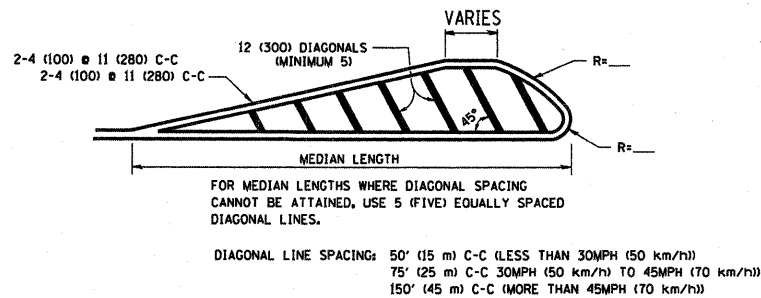 VARIES
2-4 (100) @ 11 (280) C-C
2-4 (100) @ 11 (280) C-C
12 (300) DIAGONALS
(MINIMUM 5)
R=___
45°
R=___
MEDIAN LENGTH
FOR MEDIAN LENGTHS WHERE DIAGONAL SPACING
CANNOT BE ATTAINED, USE 5 (FIVE) EQUALLY SPACED
DIAGONAL LINES.
DIAGONAL LINE SPACING: 50' (15 m) C-C (LESS THAN 30MPH (50 km/h))
75' (25 m) C-C 30MPH (50 km/h) TO 45MPH (70 km/h))
150' (45 m) C-C (MORE THAN 45MPH (70 km/h))